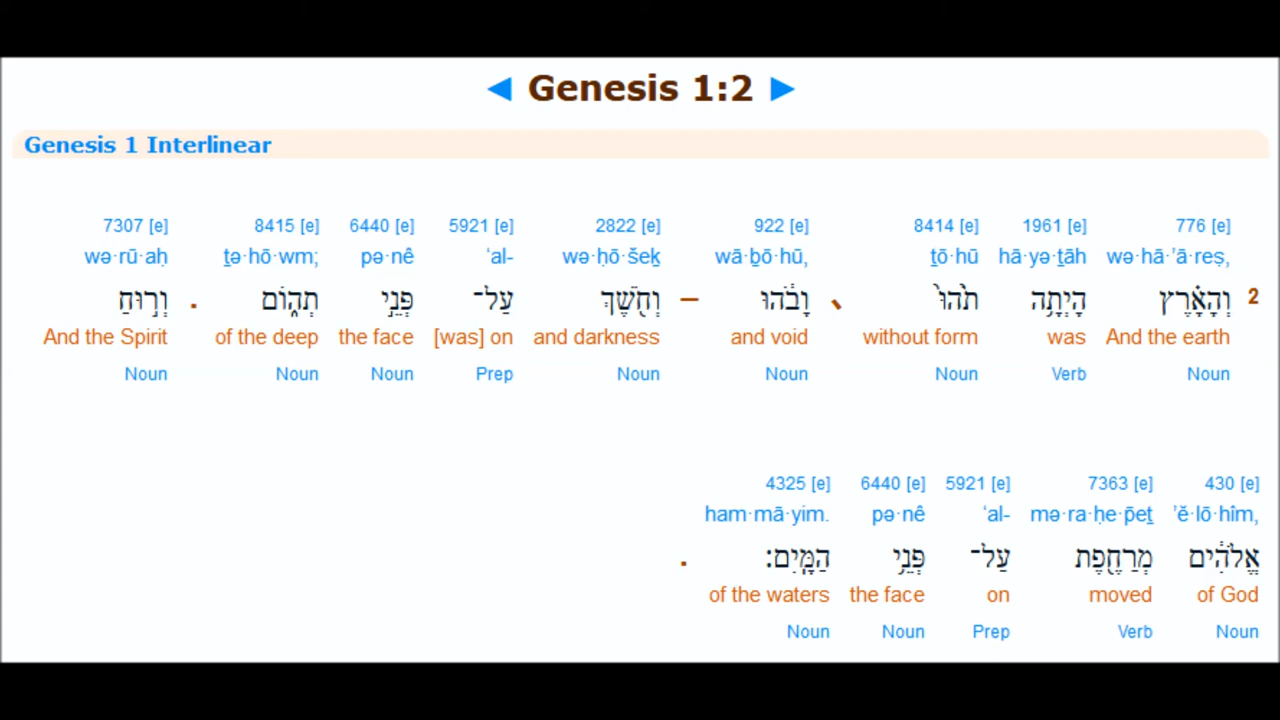 ◄ Genesis 1:2 ►
Genesis 1 Interlinear
7307 [e] 8415 [e] 6440 [e] 5921 [e] 2822 [e] 922 [e] 8414 [e] 1961 [e] 776 [e]
wə·rū·aḥ ṯə·hō·wm; pə·nê ‘al- wə·ḥō·šeḵ wā·ḇō·hū, ṯō·hū hā·yə·ṯāh wə·hā·’ā·reṣ,
2 וְהָאָ֗רֶץ הָיְתָ֥ה תֹ֙הוּ֙ 、 וָבֹ֔הוּ – וְחֹ֖שֶׁךְ עַל־ פְּנֵ֣י תְה֑וֹם . וְר֣וּחַ
And the Spirit of the deep the face [was] on and darkness and void without form was And the earth
Noun Noun Noun Prep Noun Noun Noun Verb Noun
4325 [e] 6440 [e] 5921 [e] 7363 [e] 430 [e]
ham·mā·yim. pə·nê ‘al- mə·ra·ḥe·p̄eṯ ’ĕ·lō·hîm,
אֱלֹהִ֔ים מְרַחֶ֖פֶת עַל־ פְּנֵ֥י הַמָּֽיִם׃ .
of the waters the face on moved of God
Noun Noun Prep Verb Noun